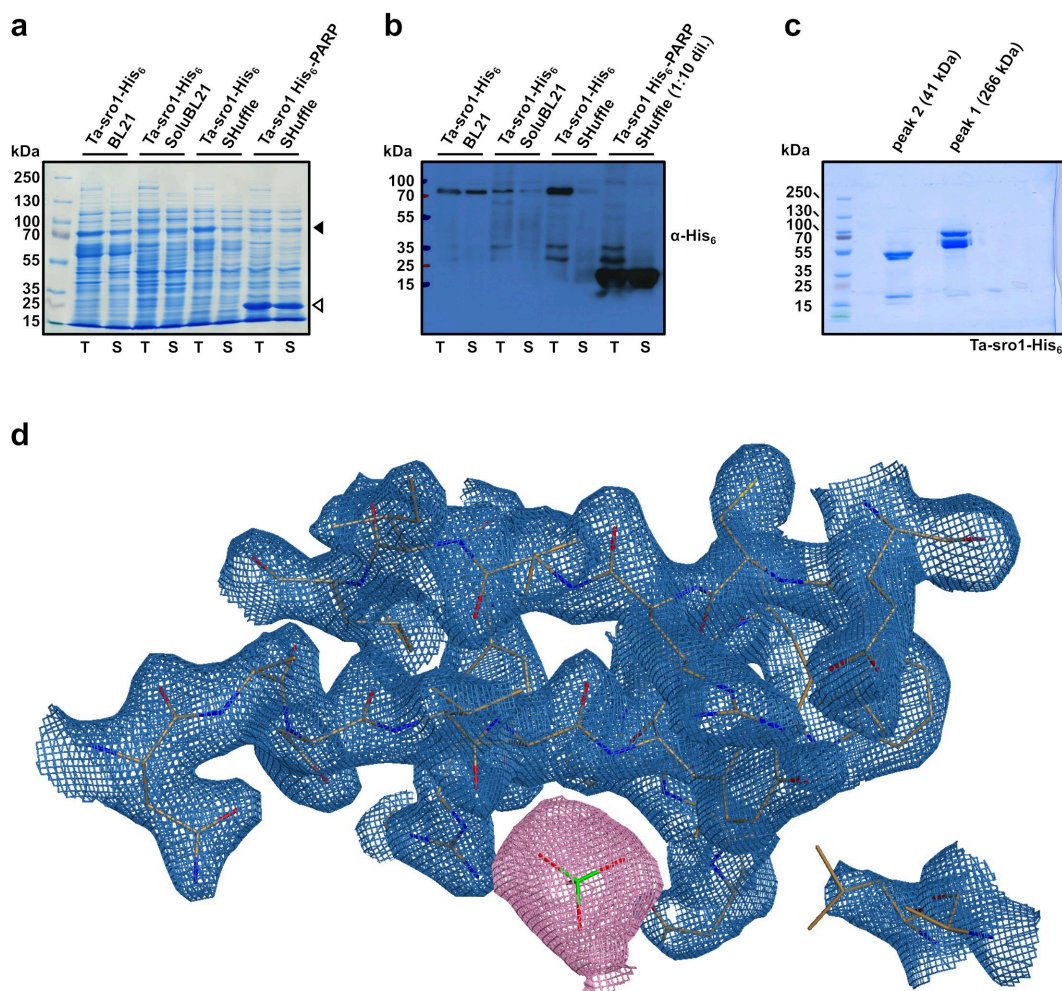 a
Ta-sro1-His6
BL21
Ta-sro1-His6
SoluBL21
Ta-sro1-His6
SHuffle
Ta-sro1 His6-PARP
SHuffle
kDa
250
130
100
70
55
35
25
15
T S T S T S T S
b
Ta-sro1-His6
BL21
Ta-sro1-His6
SoluBL21
Ta-sro1-His6
SHuffle
Ta-sro1 His6-PARP
SHuffle (1:10 dil.)
kDa
100
70
55
35
25
15
α-His6
T S T S T S T S
c
peak 2 (41 kDa)
peak 1 (266 kDa)
kDa
250
130
100
70
55
35
25
15
Ta-sro1-His6
d